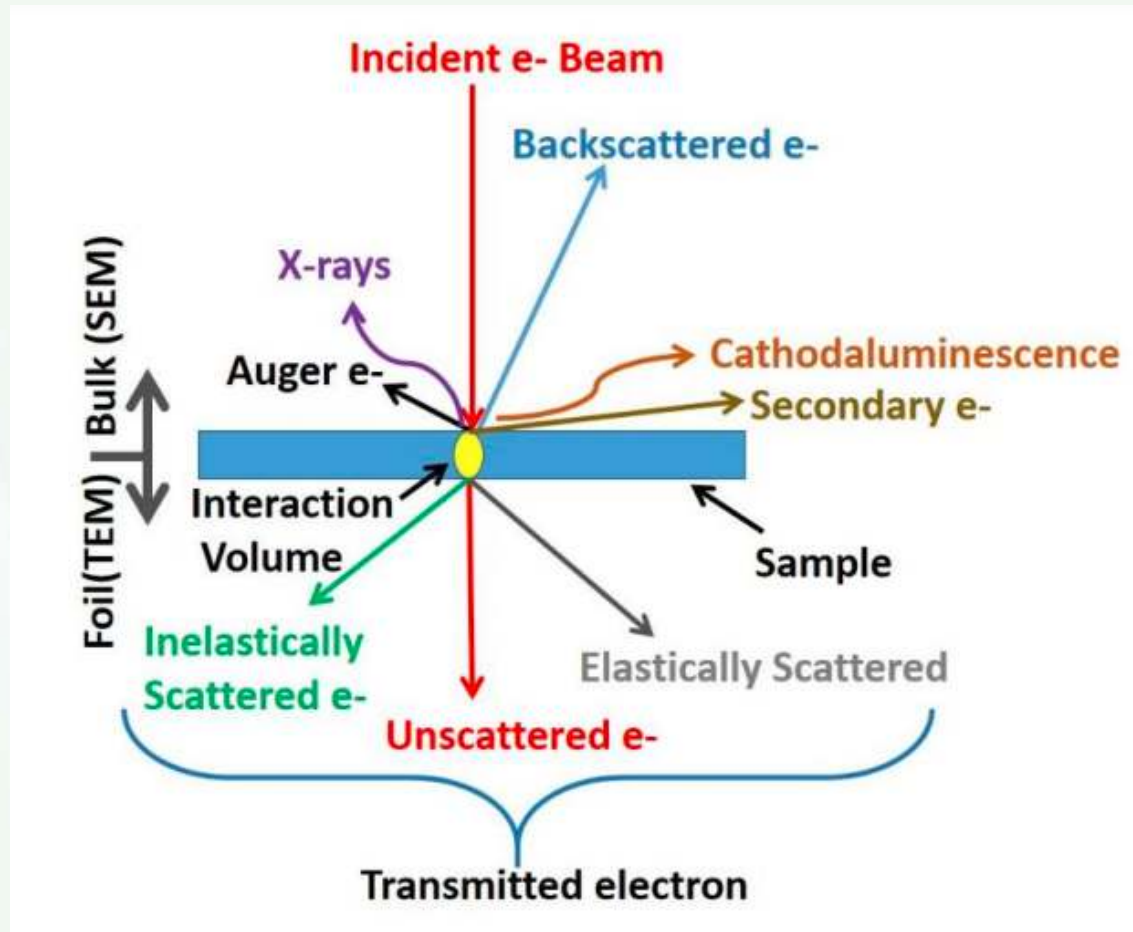 Incident e- Beam
Backscattered e-
X-rays
Auger e-
Cathodaluminescence
Secondary e-
Foil(TEM) Bulk (SEM)
Interaction
Volume
Sample
Inelastically
Scattered e-
Elastically Scattered
Unscattered e-
Transmitted electron